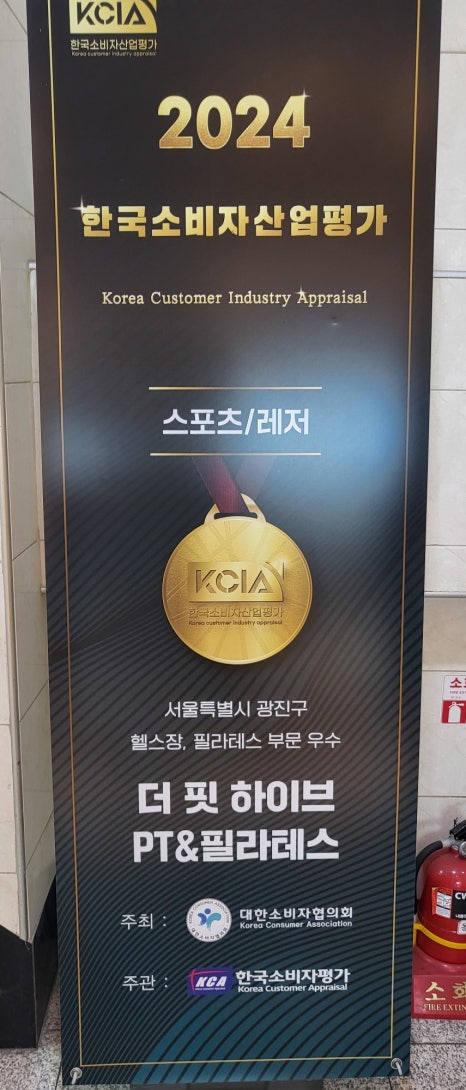 KCIA
한국소비자산업평가
Korea customer industry appraisal
2024
한국소비자산업평가
Korea Customer Industry Appraisal
스포츠/레저
KCIA
한국소비자산업평가
Korea customer industry appraisal
서울특별시 광진구
헬스장, 필라테스 부문 우수
더 핏 하이브
PT&필라테스
주최 : 대한소비자협의회
Korea Consumer Association
주관 : KCA 한국소비자평가
Korea Customer Appraisal
소화
FIRE EXTIN